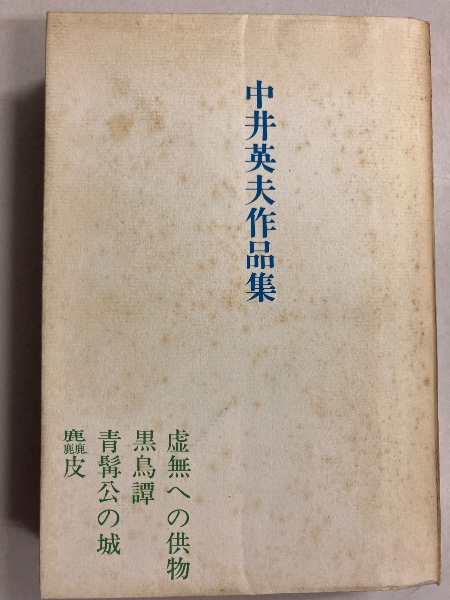 中井英夫作品集
虚無への供物
黒鳥譚
青髯公の城
麤皮